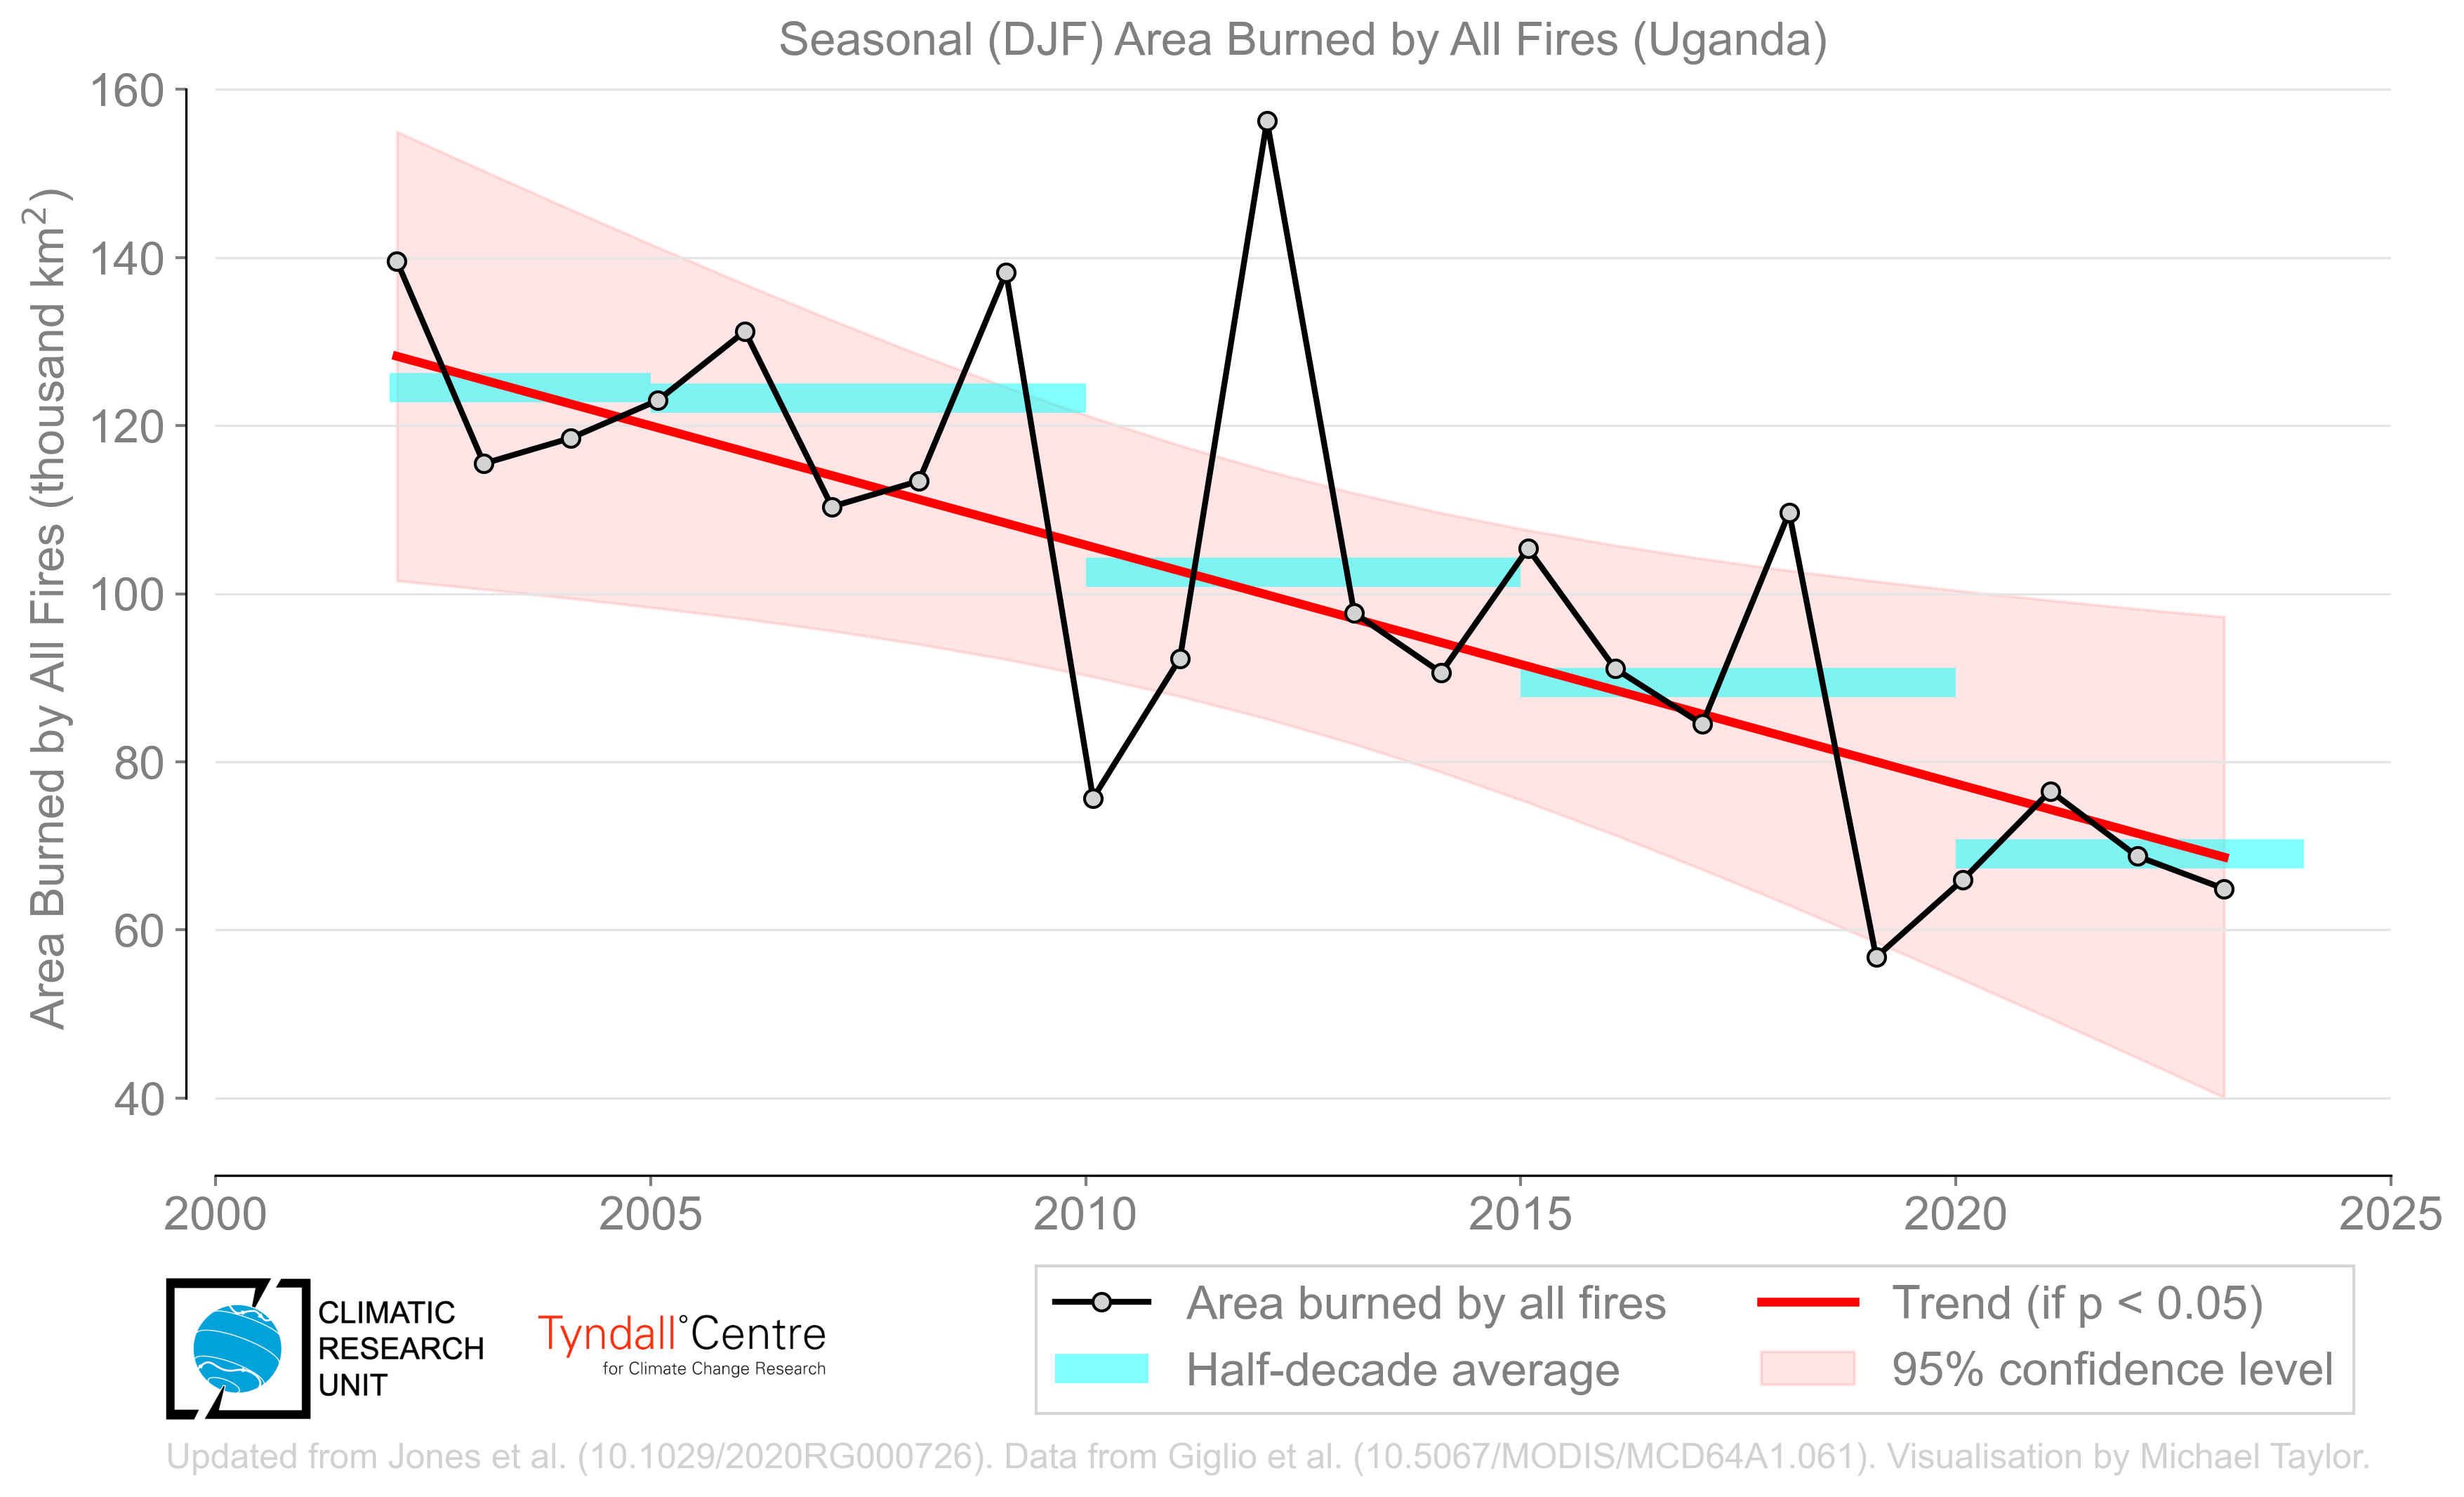 Seasonal (DJF) Area Burned by All Fires (Uganda)
Area Burned by All Fires (thousand km²)
160
140
120
100
80
60
40
2000 2005 2010 2015 2020 2025
Area burned by all fires
Half-decade average
Trend (if p < 0.05)
95% confidence level
CLIMATIC
RESEARCH
UNIT
Tyndall°Centre
for Climate Change Research
Updated from Jones et al. (10.1029/2020RG000726). Data from Giglio et al. (10.5067/MODIS/MCD64A1.061). Visualisation by Michael Taylor.